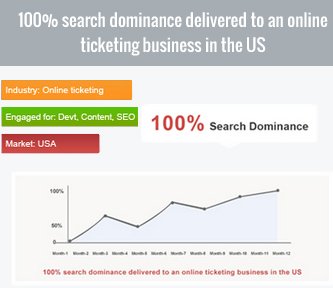 100% search dominance delivered to an online
ticketing business in the US
Industry: Online ticketing
Engaged for: Devt, Content, SEO
Market: USA
100% Search Dominance
100%
50%
0%
Month-1 Month-2 Month-3 Month-4 Month-5 Month-6 Month-7 Month-8 Month-9 Month-10 Month-11 Month-12
100% search dominance delivered to an online ticketing business in the US